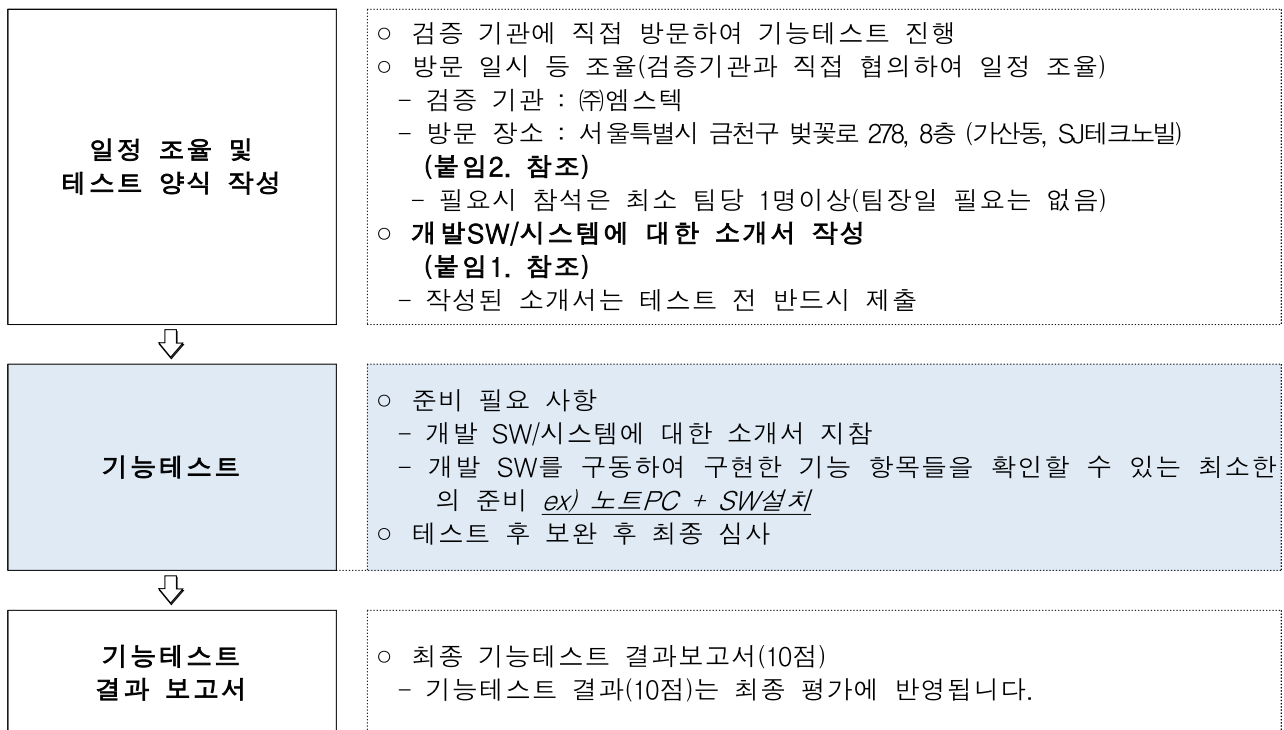 일정 조율 및
테스트 양식 작성
○ 검증 기관에 직접 방문하여 기능테스트 진행
○ 방문 일시 등 조율(검증기관과 직접 협의하여 일정 조율)
- 검증 기관 : ㈜엠스텍
- 방문 장소 : 서울특별시 금천구 벚꽃로 278, 8층 (가산동, SJ테크노빌)
(붙임2. 참조)
- 필요시 참석은 최소 팀당 1명이상(팀장일 필요는 없음)
○ 개발SW/시스템에 대한 소개서 작성
(붙임1. 참조)
- 작성된 소개서는 테스트 전 반드시 제출
기능테스트
○ 준비 필요 사항
- 개발 SW/시스템에 대한 소개서 지참
- 개발 SW를 구동하여 구현한 기능 항목들을 확인할 수 있는 최소한
의 준비 ex) 노트PC + SW설치
○ 테스트 후 보완 후 최종 심사
기능테스트
결과 보고서
○ 최종 기능테스트 결과보고서(10점)
- 기능테스트 결과(10점)는 최종 평가에 반영됩니다.